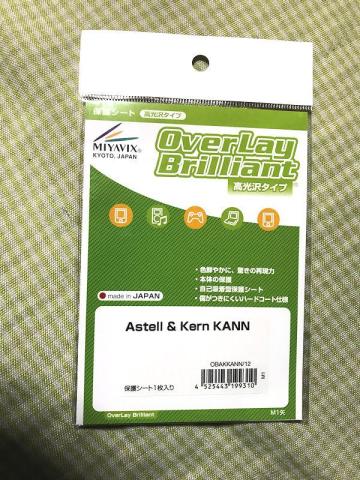 保護シート 高光沢タイプ
MIYAVIX®
KYOTO, JAPAN
OverLay
Brilliant®
高光沢タイプ
・色鮮やかに、驚きの再現力
・本体の保護
・自己吸着型保護シート
・傷がつきにくいハードコート仕様
made in JAPAN
Astell & Kern KANN
OBAKKANN/12
4 525443 199310
M1
保護シート1枚入り
OverLay Brilliant
M1矢